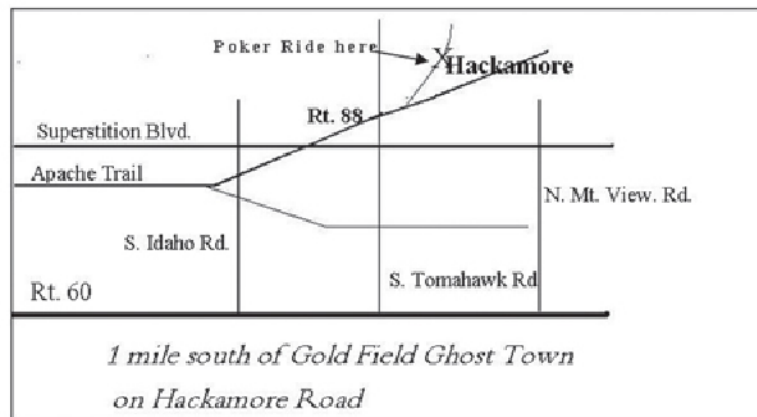 Poker Ride here
Hackamore
Rt. 88
Superstition Blvd.
Apache Trail
N. Mt. View. Rd.
S. Idaho Rd.
S. Tomahawk Rd
Rt. 60
1 mile south of Gold Field Ghost Town
on Hackamore Road